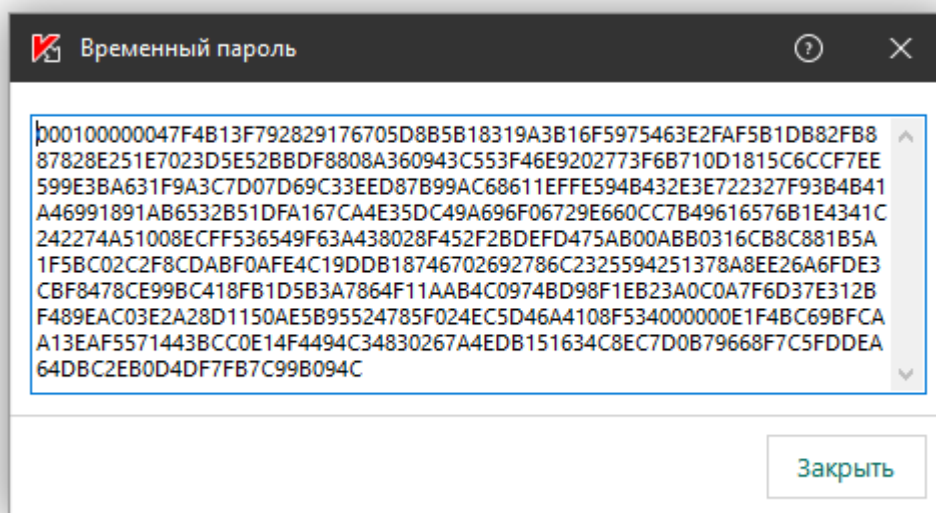 Временный пароль
000100000047F4B13F792829176705D8B5B18319A3B16F5975463E2FAF5B1DB82FB8
87828E251E7023D5E52BBDF8808A360943C553F46E9202773F6B710D1815C6CCF7EE
599E3BA631F9A3C7D07D69C33EED87B99AC68611EFFE594B432E3E722327F93B4B41
A46991891AB6532B51DFA167CA4E35DC49A696F06729E660CC7B49616576B1E4341C
242274A51008ECFF536549F63A438028F452F2BDEFD475AB00ABB0316CB8C881B5A
1F5BC02C2F8CDABF0AFE4C19DDB18746702692786C2325594251378A8EE26A6FDE3
CBF8478CE99BC418FB1D5B3A7864F11AAB4C0974BD98F1EB23A0C0A7F6D37E312B
F489EAC03E2A28D1150AE5B95524785F024EC5D46A4108F534000000E1F4BC69BFCA
A13EAF5571443BCC0E14F4494C34830267A4EDB151634C8EC7D0B79668F7C5FDDEA
64DBC2EB0D4DF7FB7C99B094C
Закрыть